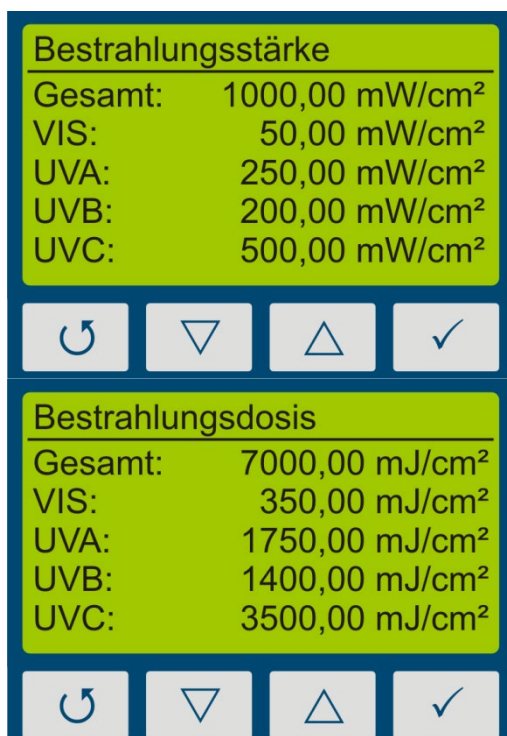 Bestrahlungsstärke
Gesamt: 1000,00 mW/cm²
VIS: 50,00 mW/cm²
UVA: 250,00 mW/cm²
UVB: 200,00 mW/cm²
UVC: 500,00 mW/cm²
Bestrahlungsdosis
Gesamt: 7000,00 mJ/cm²
VIS: 350,00 mJ/cm²
UVA: 1750,00 mJ/cm²
UVB: 1400,00 mJ/cm²
UVC: 3500,00 mJ/cm²